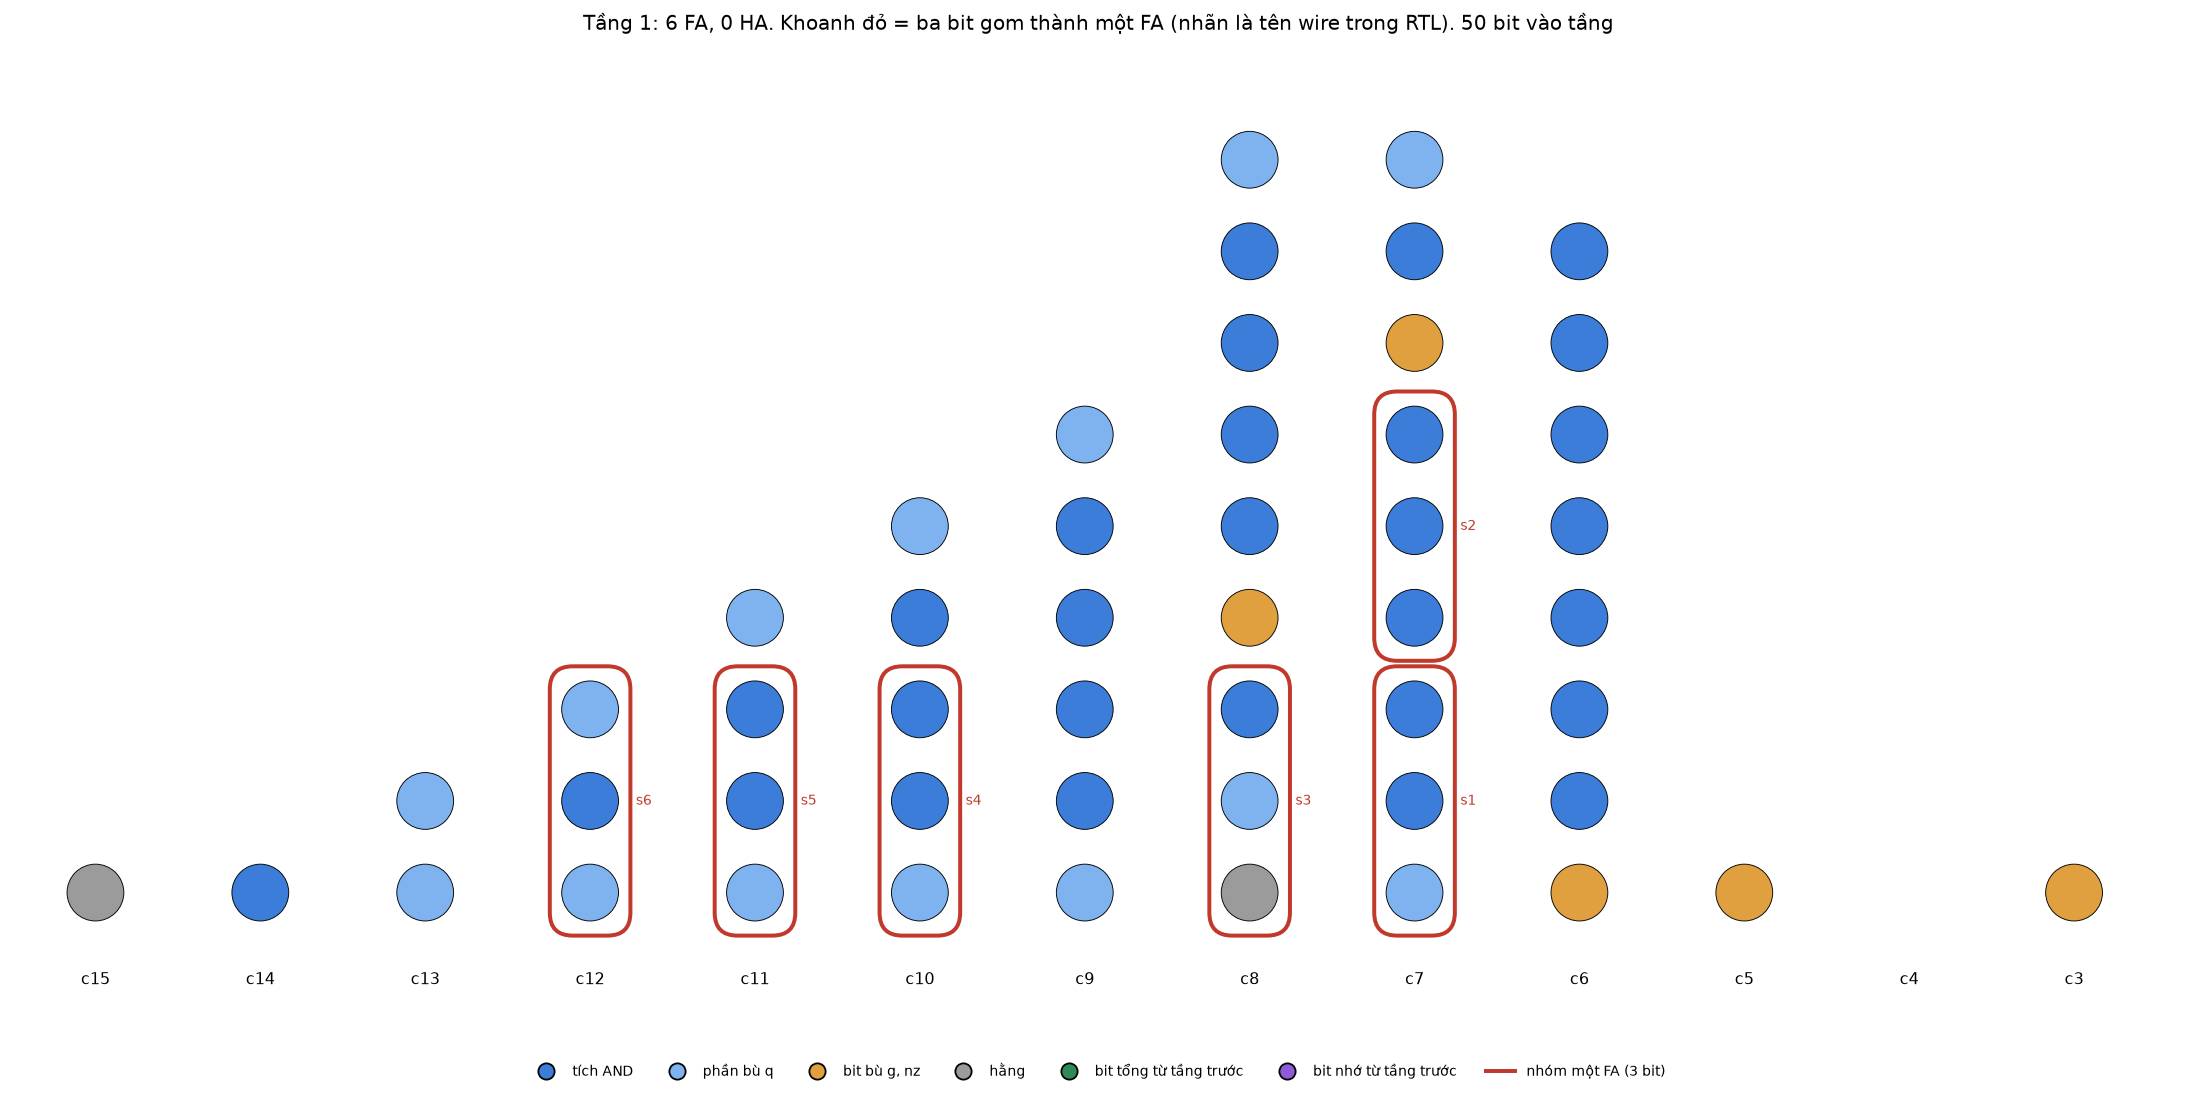 Tầng 1: 6 FA, 0 HA. Khoanh đỏ = ba bit gom thành một FA (nhãn là tên wire trong RTL). 50 bit vào tầng
s2
s6
s5
s4
s3
s1
c15
c14
c13
c12
c11
c10
c9
c8
c7
c6
c5
c4
c3
tích AND
phần bù q
bit bù g, nz
hằng
bit tổng từ tầng trước
bit nhớ từ tầng trước
nhóm một FA (3 bit)